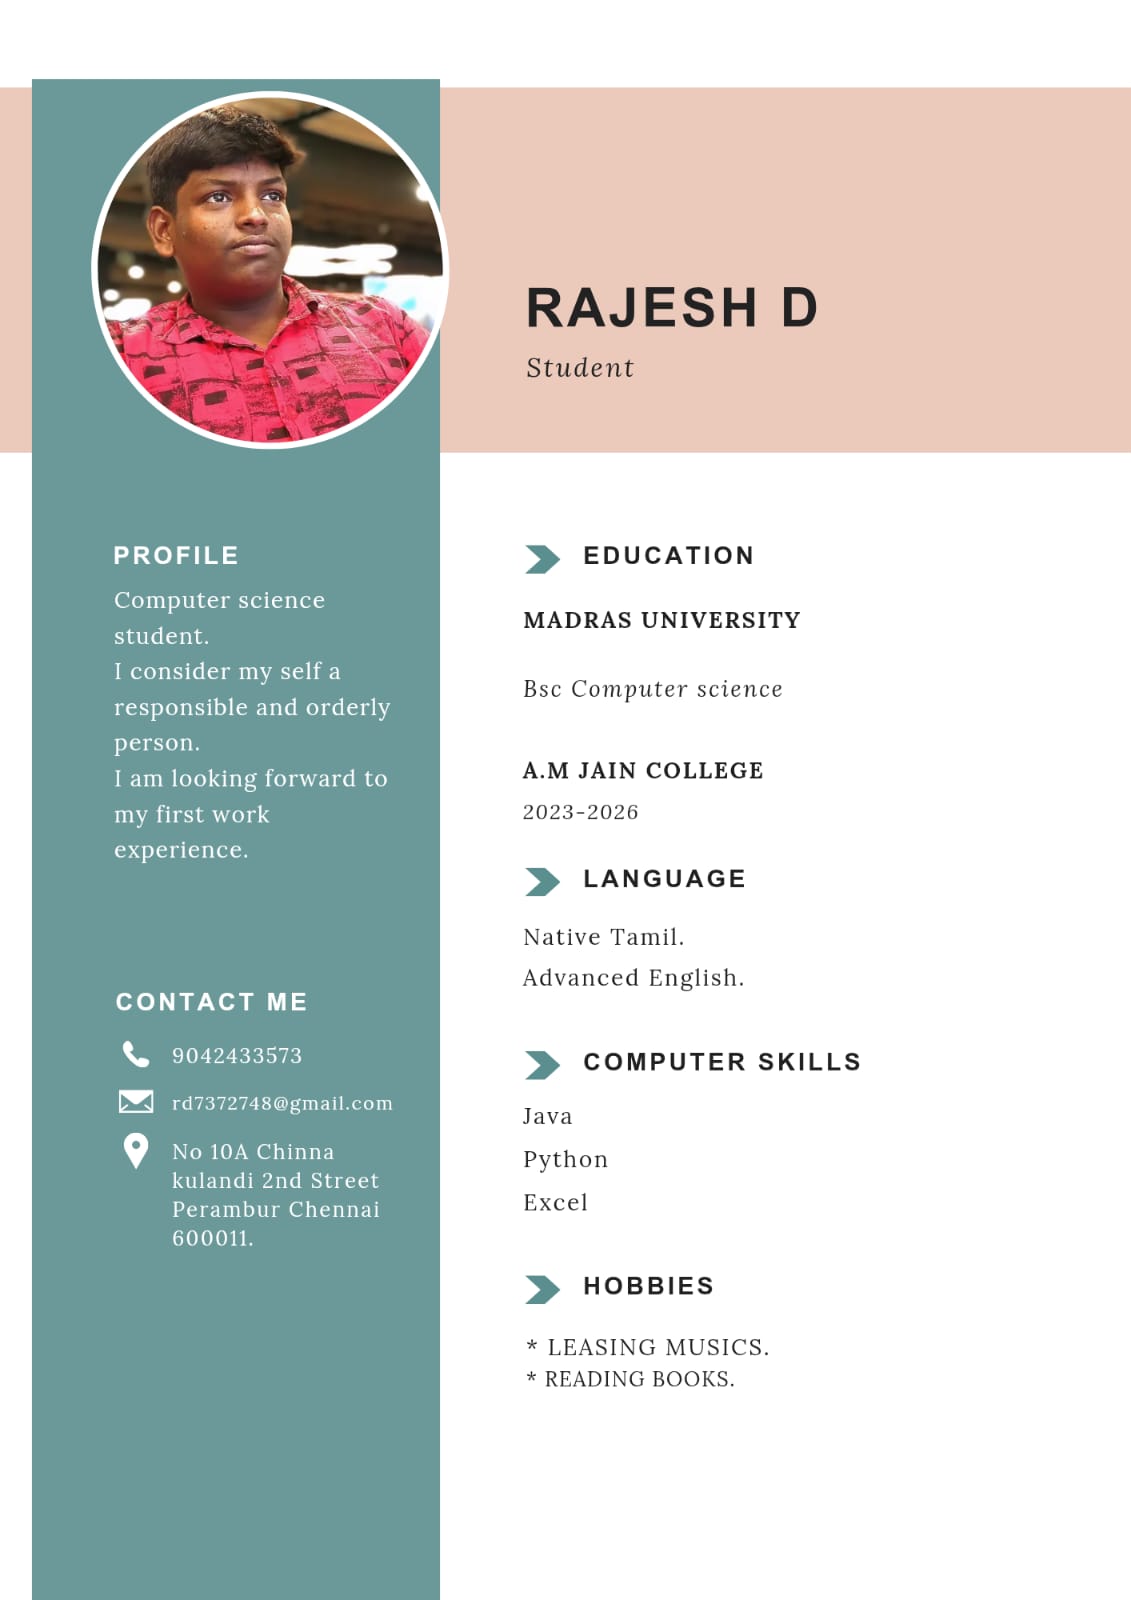 RAJESH D
Student
PROFILE
Computer science
student.
I consider my self a
responsible and orderly
person.
I am looking forward to
my first work
experience.
CONTACT ME
9042433573
rd7372748@gmail.com
No 10A Chinna
kulandi 2nd Street
Perambur Chennai
600011.
EDUCATION
MADRAS UNIVERSITY
Bsc Computer science
A.M JAIN COLLEGE
2023-2026
LANGUAGE
Native Tamil.
Advanced English.
COMPUTER SKILLS
Java
Python
Excel
HOBBIES
* LEASING MUSICS.
* READING BOOKS.